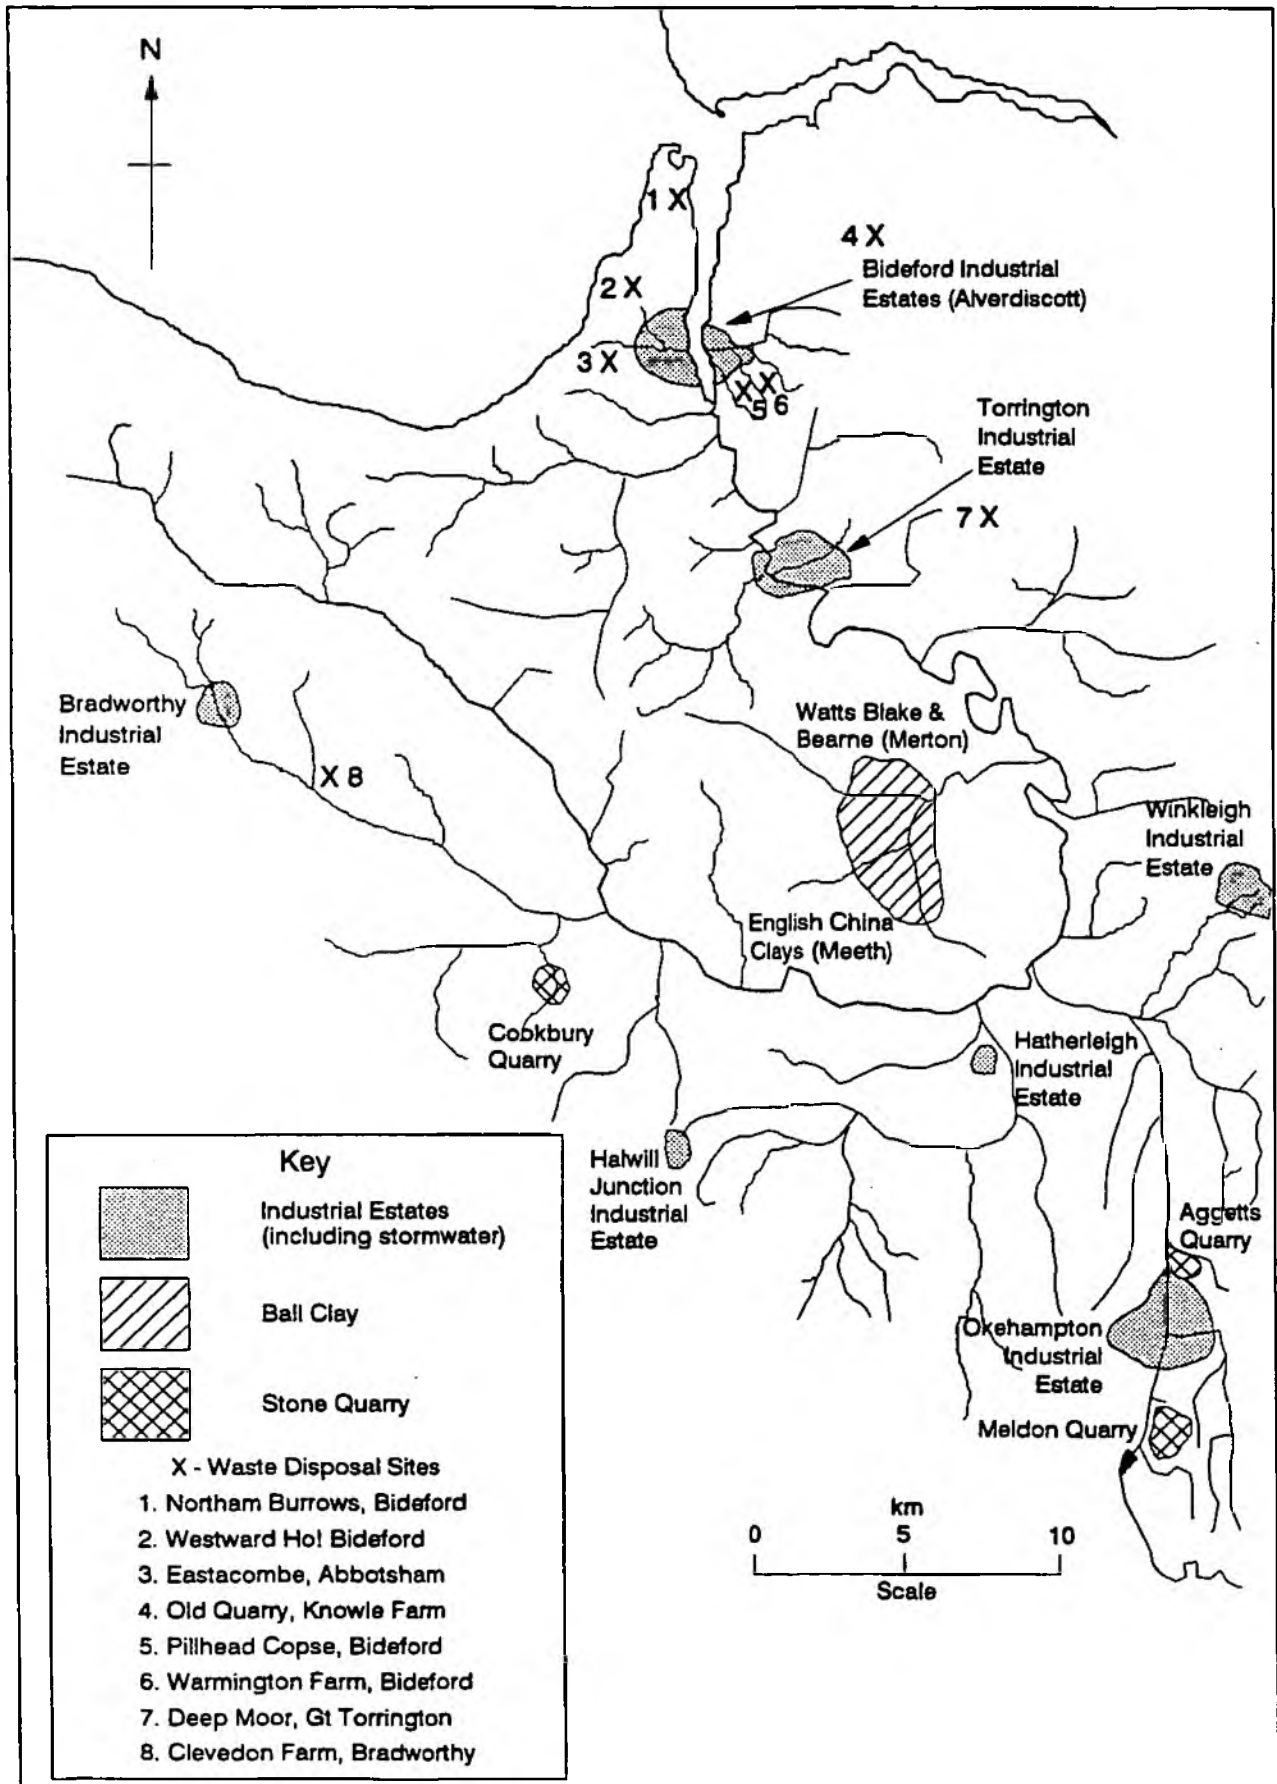 N
1 X
4 X
Bideford Industrial
Estates (Alverdiscott)
2 X
3 X
X
5
X
6
Torrington
Industrial
Estate
7 X
Bradworthy
Industrial
Estate
X 8
Watts Blake &
Bearne (Merton)
Winkleigh
Industrial
Estate
English China
Clays (Meeth)
Cookbury
Quarry
Hatherleigh
Industrial
Estate
Halwill
Junction
Industrial
Estate
Aggetts
Quarry
Okehampton
Industrial
Estate
Meldon Quarry
km
0 5 10
Scale
Key
Industrial Estates
(including stormwater)
Ball Clay
Stone Quarry
X - Waste Disposal Sites
1. Northam Burrows, Bideford
2. Westward Ho! Bideford
3. Eastacombe, Abbotsham
4. Old Quarry, Knowle Farm
5. Pillhead Copse, Bideford
6. Warmington Farm, Bideford
7. Deep Moor, Gt Torrington
8. Clevedon Farm, Bradworthy